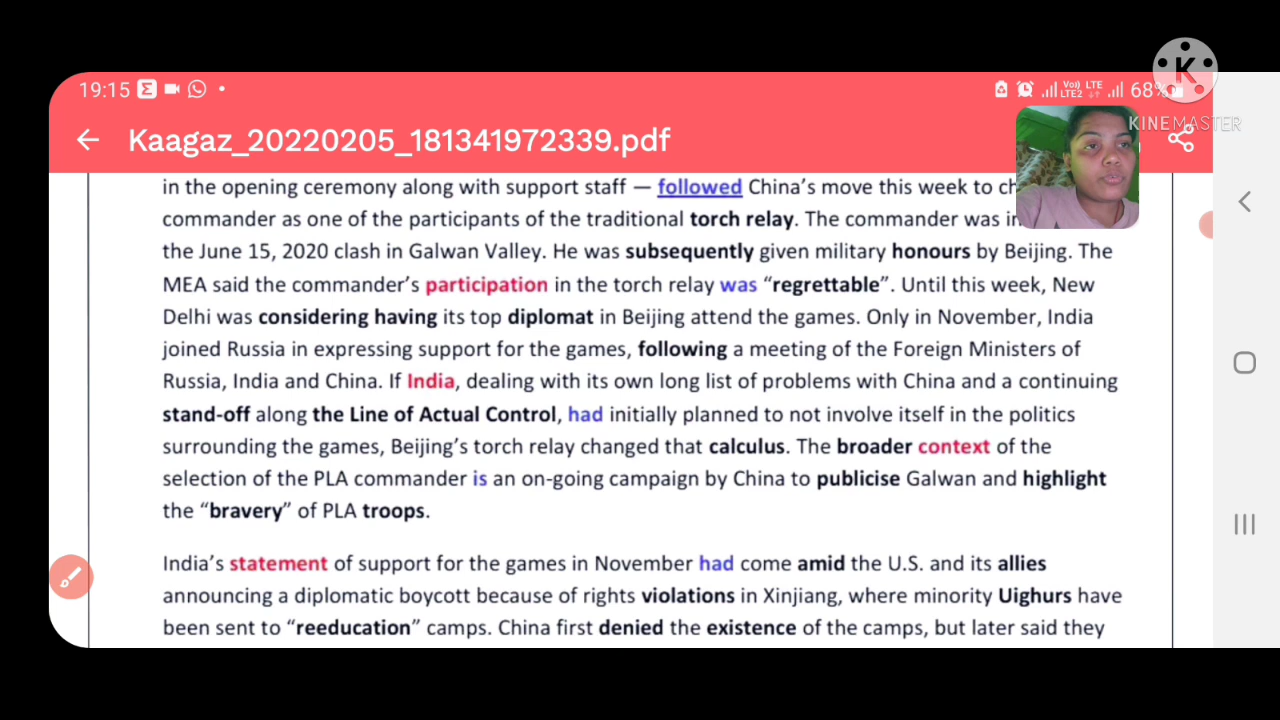 19:15 Vo)) LTE LTE2 68%
KINEMASTER
Kaagaz_20220205_181341972339.pdf
in the opening ceremony along with support staff — followed China's move this week to
commander as one of the participants of the traditional torch relay. The commander was
the June 15, 2020 clash in Galwan Valley. He was subsequently given military honours by Beijing. The
MEA said the commander's participation in the torch relay was “regrettable”. Until this week, New
Delhi was considering having its top diplomat in Beijing attend the games. Only in November, India
joined Russia in expressing support for the games, following a meeting of the Foreign Ministers of
Russia, India and China. If India, dealing with its own long list of problems with China and a continuing
stand-off along the Line of Actual Control, had initially planned to not involve itself in the politics
surrounding the games, Beijing's torch relay changed that calculus. The broader context of the
selection of the PLA commander is an on-going campaign by China to publicise Galwan and highlight
the “bravery” of PLA troops.
India's statement of support for the games in November had come amid the U.S. and its allies
announcing a diplomatic boycott because of rights violations in Xinjiang, where minority Uighurs have
been sent to “reeducation” camps. China first denied the existence of the camps, but later said they